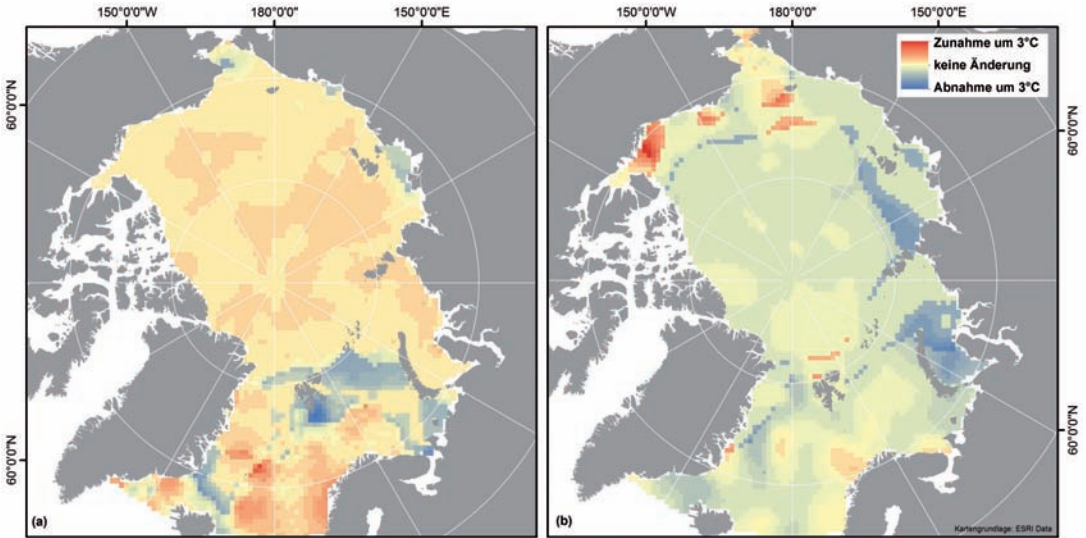 150°0'0"W 180°0'0" 150°0'0"E
150°0'0"W 180°0'0" 150°0'0"E
Zunahme um 3°C
keine Änderung
Abnahme um 3°C
60°0'0"N
60°0'0"N
60°0'0"N
60°0'0"N
(a)
(b)
Kartengrundlage: ESRI Data